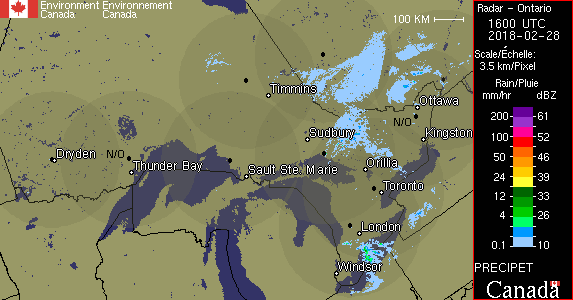 Environment Environnement
Canada Canada
100 KM
Timmins
Ottawa
N/O
Sudbury
Kingston
Dryden
N/O
Thunder Bay
Sault Ste. Marie
Orillia
Toronto
London
Windsor
Radar - Ontario
1600 UTC
2018-02-28
Scale/Échelle:
3.5 km/Pixel
Rain/Pluie
mm/hr dBZ
200 61
100 52
50 46
24 39
12 33
4 26
0.1 10
PRECIPET
Canada